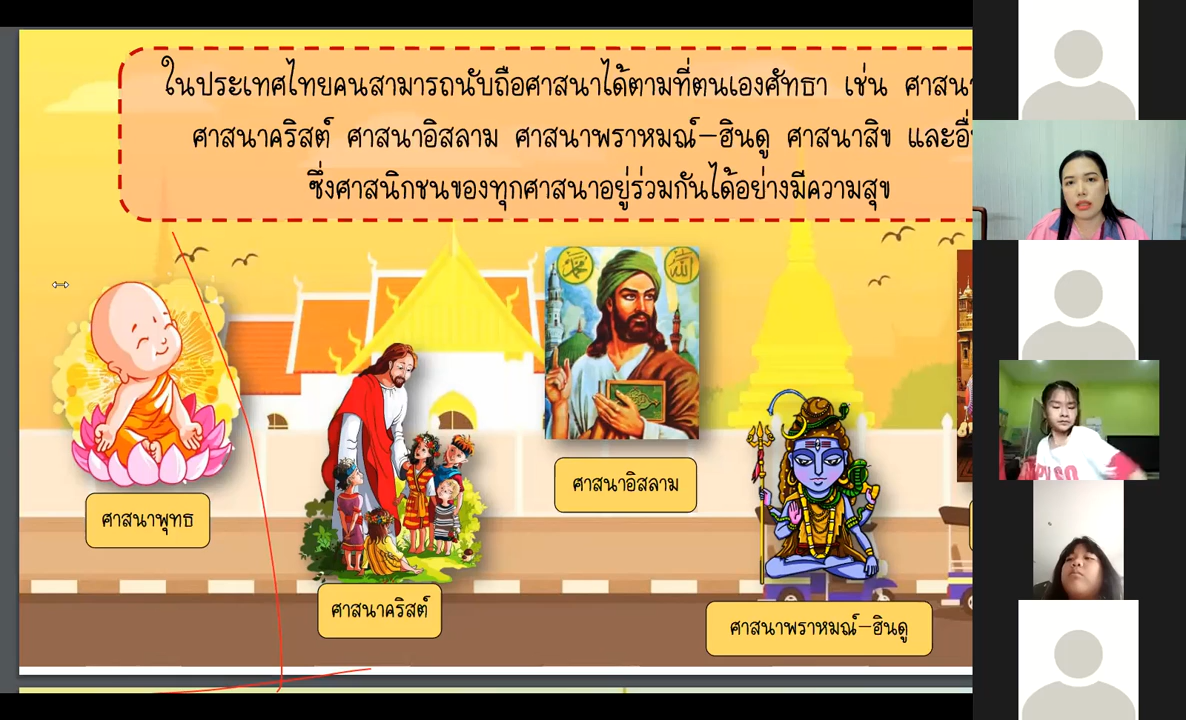 ในประเทศไทยคนสามารถนับถือศาสนาได้ตามที่ตนเองศัทธา เช่น ศาสนา
ศาสนาคริสต์ ศาสนาอิสลาม ศาสนาพราหมณ์-ฮินดู ศาสนาสิข และอื่
ซึ่งศาสนิกชนของทุกศาสนาอยู่ร่วมกันได้อย่างมีความสุข
محمد
الله
ศาสนาอิสลาม
ศาสนาพุทธ
ศาสนาคริสต์
ศาสนาพราหมณ์-ฮินดู